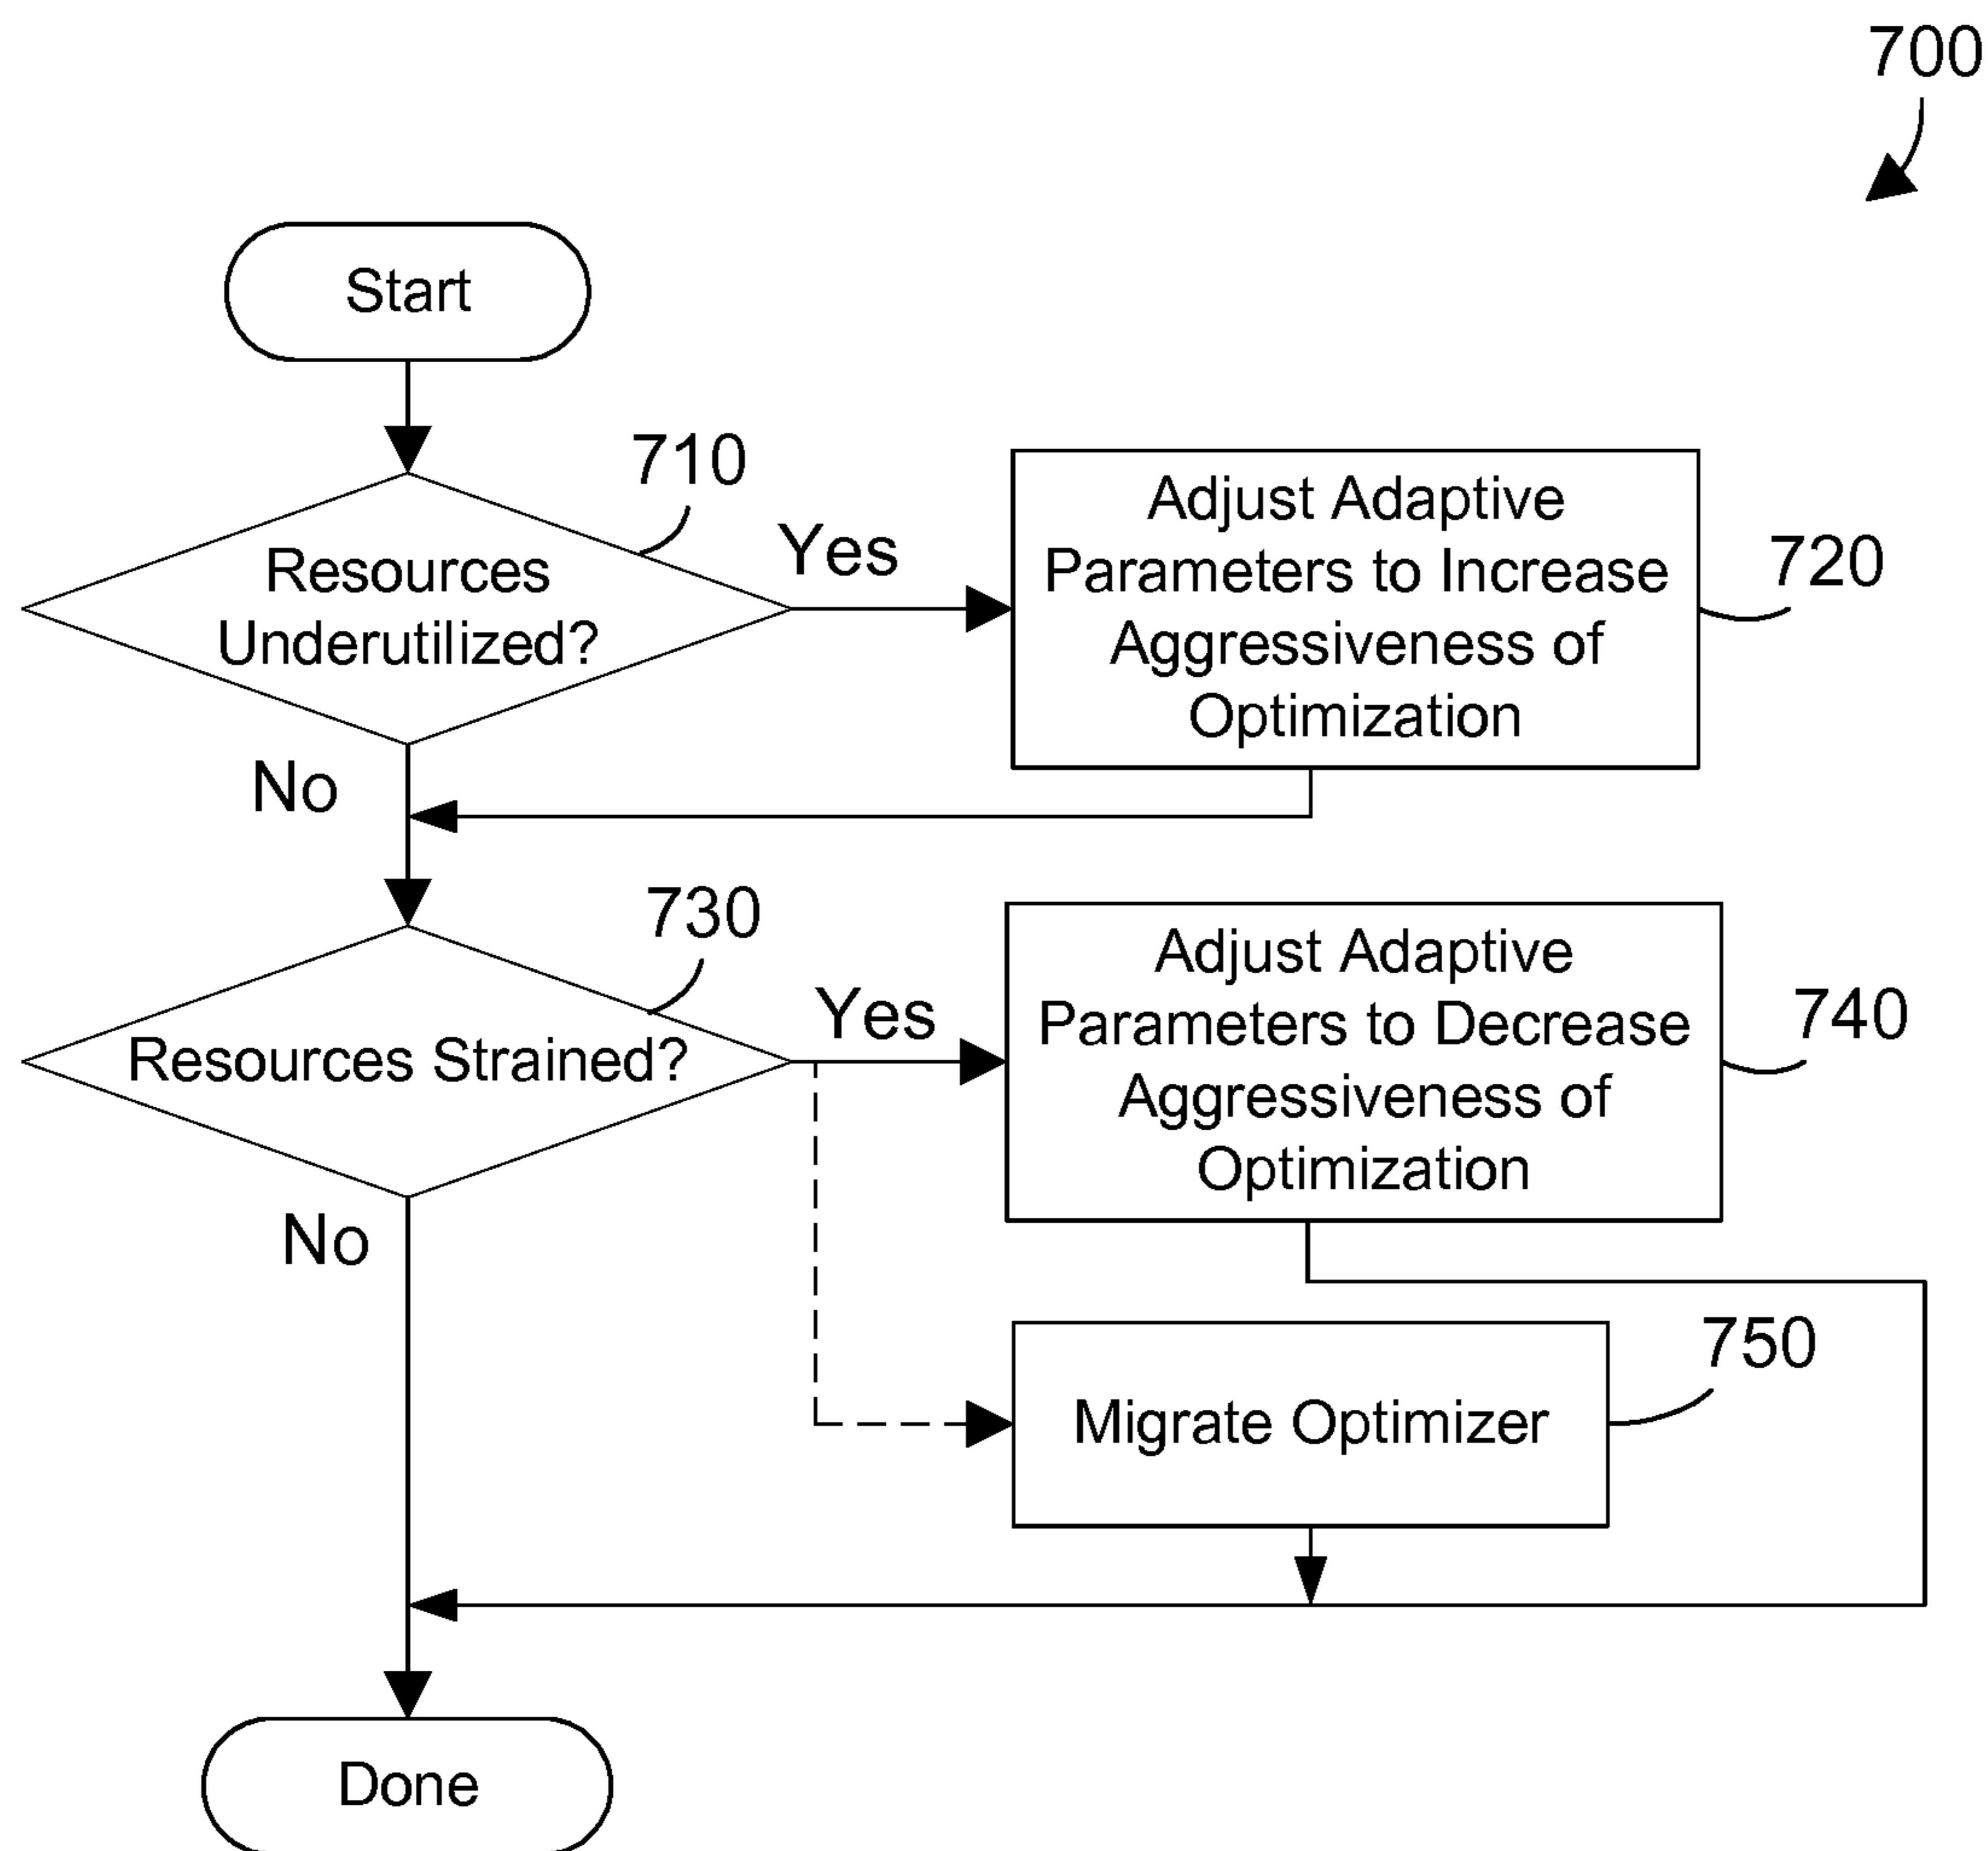 700
Start
710
Resources
Underutilized?
Yes
Adjust Adaptive
Parameters to Increase
Aggressiveness of
Optimization
720
No
730
Resources Strained?
Yes
Adjust Adaptive
Parameters to Decrease
Aggressiveness of
Optimization
740
No
750
Migrate Optimizer
Done